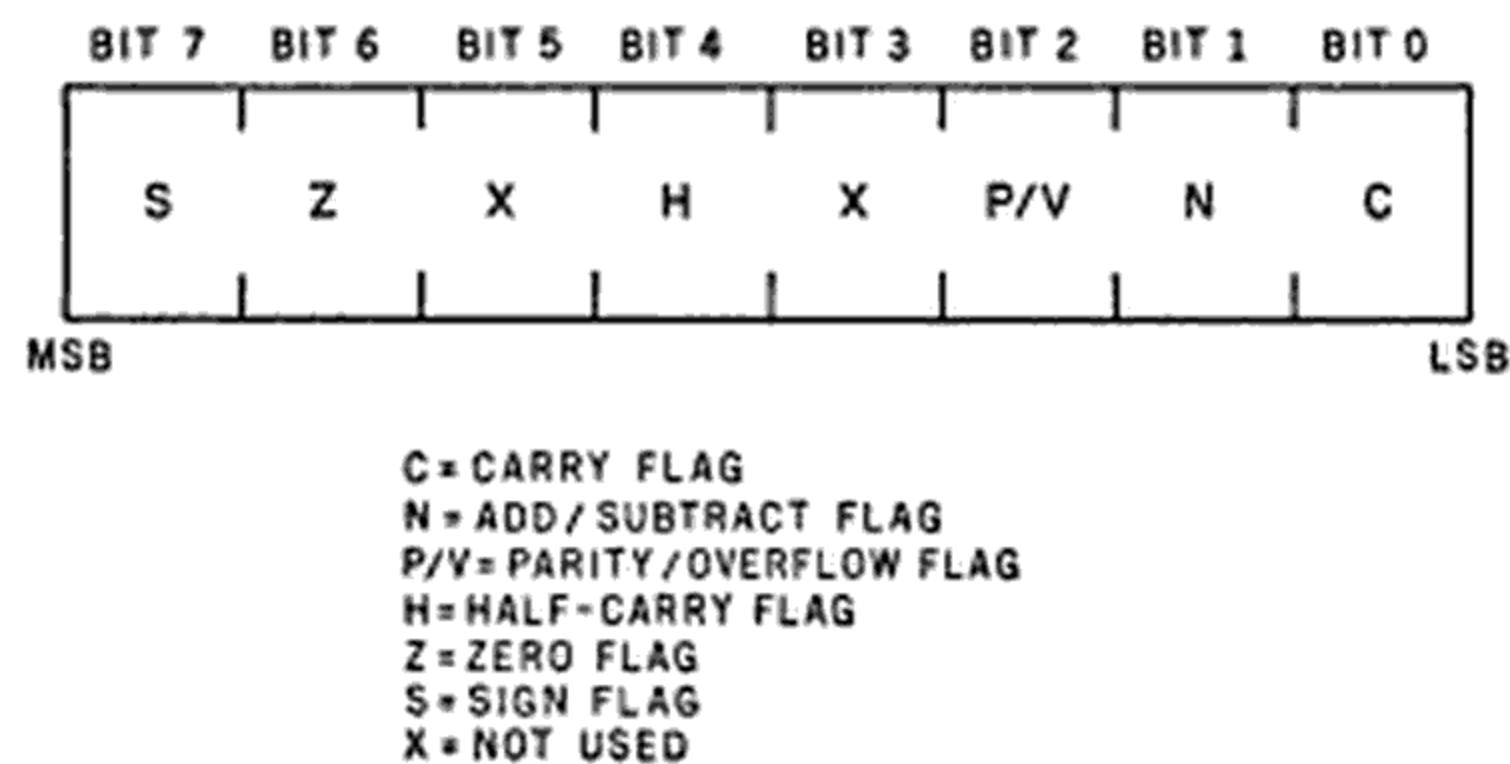 BIT 7 BIT 6 BIT 5 BIT 4 BIT 3 BIT 2 BIT 1 BIT 0
S Z X H X P/V N C
MSB LSB
C = CARRY FLAG
N = ADD / SUBTRACT FLAG
P/V = PARITY / OVERFLOW FLAG
H = HALF-CARRY FLAG
Z = ZERO FLAG
S = SIGN FLAG
X = NOT USED